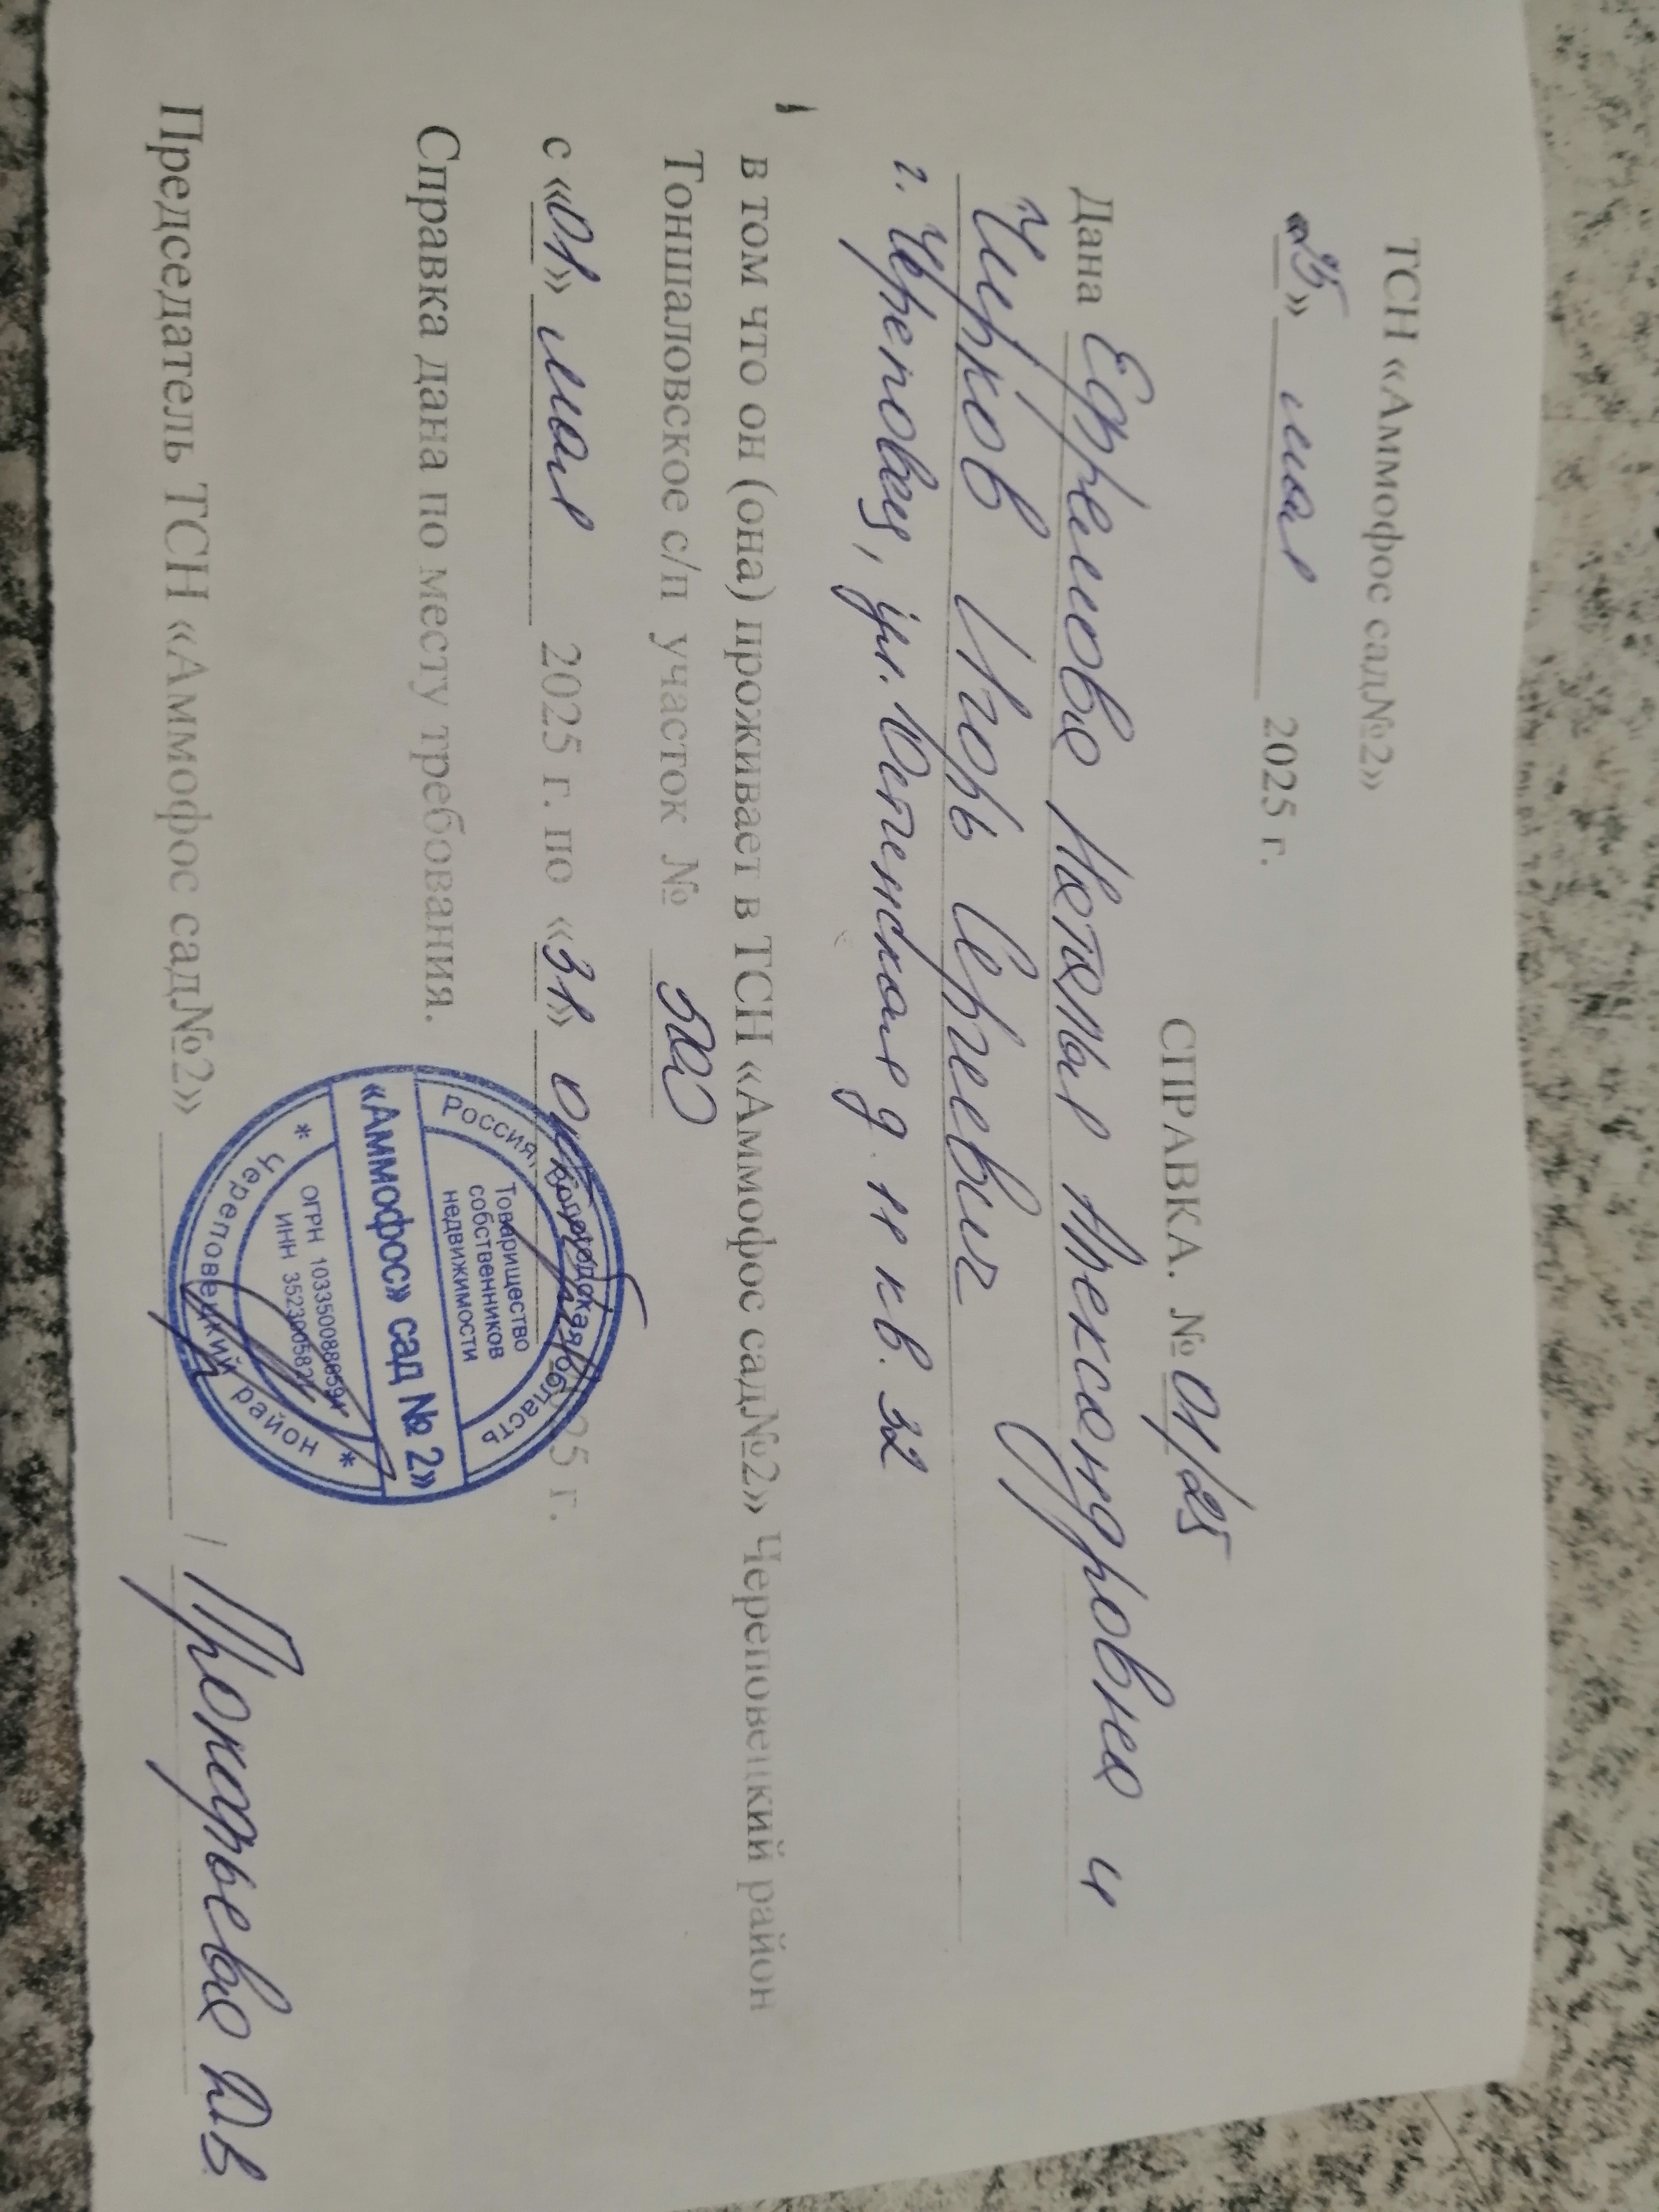 ТСН «Аммофос сад№2»
«25» мая 2025 г.
СПРАВКА. № 01/25
Дана Ефремова Наталья Александровна и
Чирков Игорь Сергеевич
г. Череповец, ул. д. 11 кв. 32
в том что он (она) проживает в ТСН «Аммофос сад№2» Череповецкий район
Тоншаловское с/п участок № 500
с «01» мая 2025 г. по «31» октября 2025 г.
Справка дана по месту требования.
Председатель ТСН «Аммофос сад№2» / Прокофьева
РОССИЯ, Вологодская область
Товарищество
собственников
недвижимости
«Аммофос» сад № 2»
ОГРН
ИНН
* Череповецкий район *